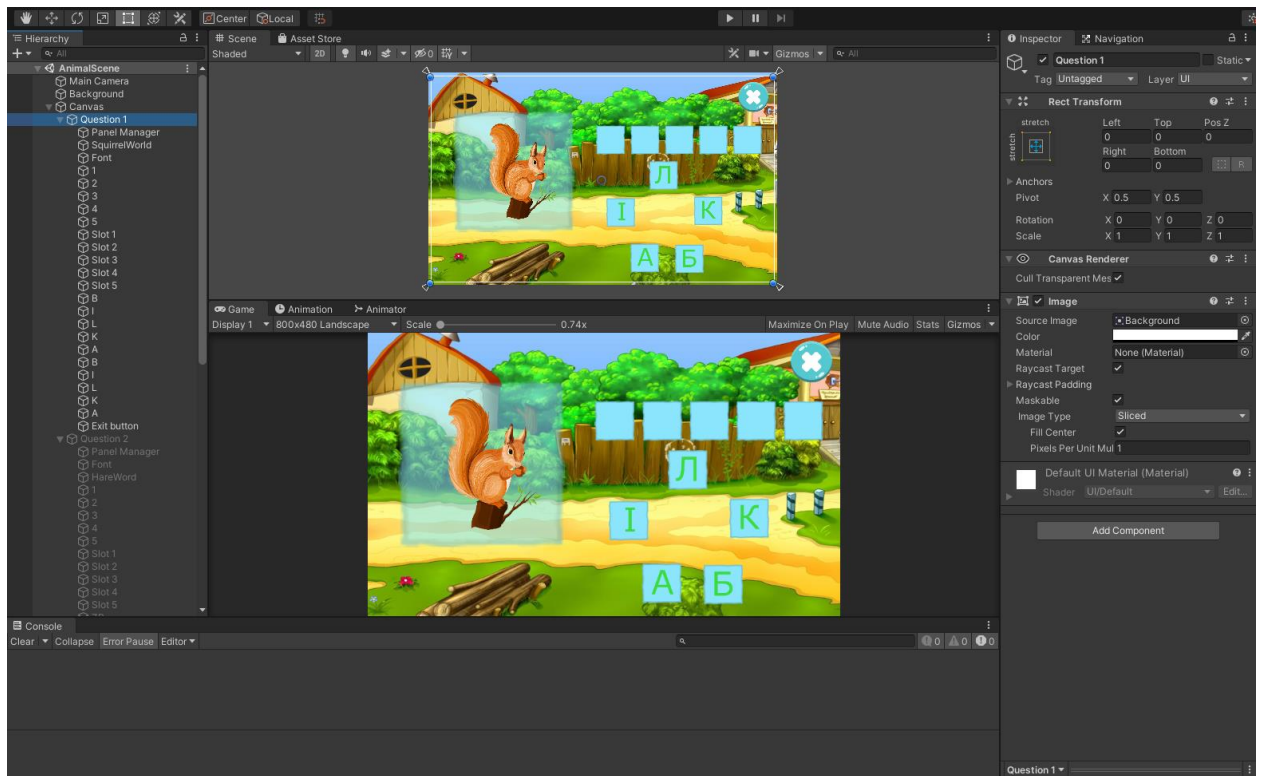 Center Local
Hierarchy
All
AnimalScene
Main Camera
Background
Canvas
Question 1
Panel Manager
SquirrelWorld
Font
1
2
3
4
5
Slot 1
Slot 2
Slot 3
Slot 4
Slot 5
B
I
L
K
A
B
I
L
K
A
Exit button
Question 2
Panel Manager
Font
HareWord
1
2
3
4
5
Slot 1
Slot 2
Slot 3
Slot 4
Slot 5
Scene Asset Store
Shaded 2D 0 Gizmos All
Л
І К
А Б
Game Animation Animator
Display 1 800x480 Landscape Scale 0.74x Maximize On Play Mute Audio Stats Gizmos
Л
І К
А Б
Console
Clear Collapse Error Pause Editor 0 0 0
Inspector Navigation
Question 1 Static
Tag Untagged Layer UI
Rect Transform
stretch Left Top Pos Z
stretch 0 0 0
Right Bottom
0 0 R
Anchors
Pivot X 0.5 Y 0.5
Rotation X 0 Y 0 Z 0
Scale X 1 Y 1 Z 1
Canvas Renderer
Cull Transparent Mes
Image
Source Image Background
Color
Material None (Material)
Raycast Target
Raycast Padding
Maskable
Image Type Sliced
Fill Center
Pixels Per Unit Mul 1
Default UI Material (Material)
Shader UI/Default Edit...
Add Component
Question 1